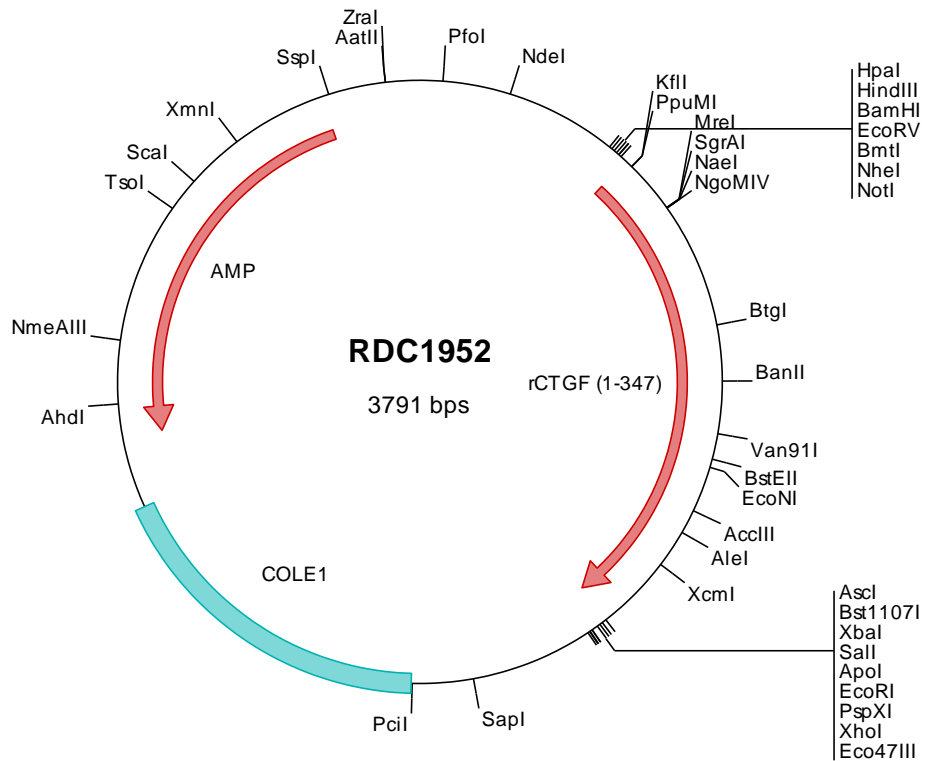 ZraI
AatII
PfoI
SspI
NdeI
HpaI
HindIII
BamHI
EcoRV
BmtI
NheI
NotI
KflI
PpuMI
MreI
SgrAI
NaeI
NgoMIV
XmnI
ScaI
TsoI
AMP
NmeAIII
BtgI
RDC1952
3791 bps
rCTGF (1-347)
BanII
AhdI
Van91I
BstEII
EcoNI
AccIII
AleI
COLE1
XcmI
AscI
Bst1107I
XbaI
SalI
ApoI
EcoRI
PspXI
XhoI
Eco47III
PciI
SapI